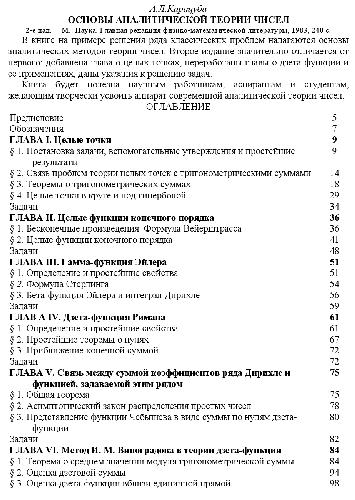 А.А.Карацуба
ОСНОВЫ АНАЛИТИЧЕСКОЙ ТЕОРИИ ЧИСЕЛ
2-е изд. — М.: Наука. Главная редакция физико-математической литературы, 1983, 240 с.
В книге на примере решения ряда классических проблем излагаются основы
аналитических методов теории чисел. Второе издание значительно отличается от
первого: добавлена глава о целых точках, переработаны главы о дзета-функции и
ее применениях, даны указания к решению задач.
Книга будет полезна научным работникам, аспирантам и студентам,
желающим творчески усвоить аппарат современной аналитической теории чисел.
ОГЛАВЛЕНИЕ
Предисловие 5
Обозначения 7
ГЛАВА I. Целые точки 9
§ 1. Постановка задачи, вспомогательные утверждения и простейшие 9
результаты
§ 2. Связь проблем теории целых точек с тригонометрическими суммами 14
§ 3. Теоремы о тригонометрических суммах 18
§ 4. Целые точки в круге и под гиперболой 29
Задачи 34
ГЛАВА II. Целые функции конечного порядка 36
§ 1. Бесконечные произведения. Формула Вейерштрасса 36
§ 2. Целые функции конечного порядка 41
Задачи 48
ГЛАВА III. Гамма-функция Эйлера 51
§ 1. Определение и простейшие свойства 51
§ 2. Формула Стирлинга 54
§ 3. Бета-функция Эйлера и интеграл Дирихле 56
Задачи 59
ГЛАВА IV. Дзета-функция Римана 61
§ 1. Определение и простейшие свойства 61
§ 2. Простейшие теоремы о нулях 67
§ 3. Приближение конечной суммой 72
Задачи 72
ГЛАВА V. Связь между суммой коэффициентов ряда Дирихле и 75
функцией, задаваемой этим рядом
§ 1. Общая теорема 75
§ 2. Асимптотический закон распределения простых чисел 78
§ 3. Представление функции Чебышева в виде суммы по нулям дзета- 80
функции
Задачи 82
ГЛАВА VI. Метод И. М. Виноградова в теории дзета-функции 84
§ 1. Теорема о среднем значении модуля тригонометрической суммы 84
§ 2. Оценка дзетовой суммы 94
§ 3. Оценка дзета-функции вблизи единичной прямой 98